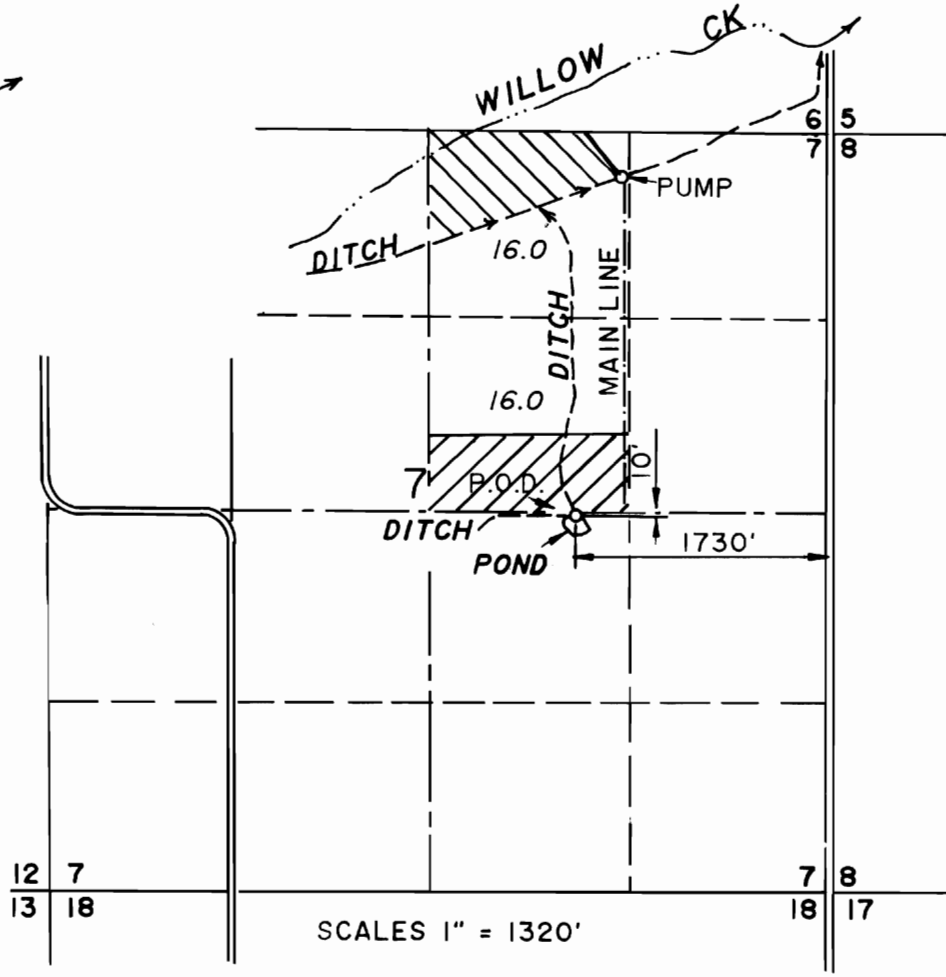 WILLOW CK
6 5
7 8
PUMP
DITCH
16.0
DITCH
MAIN LINE
16.0
10'
7
P.O.D.
DITCH
1730'
POND
12 7
13 18
7 8
18 17
SCALES 1" = 1320'